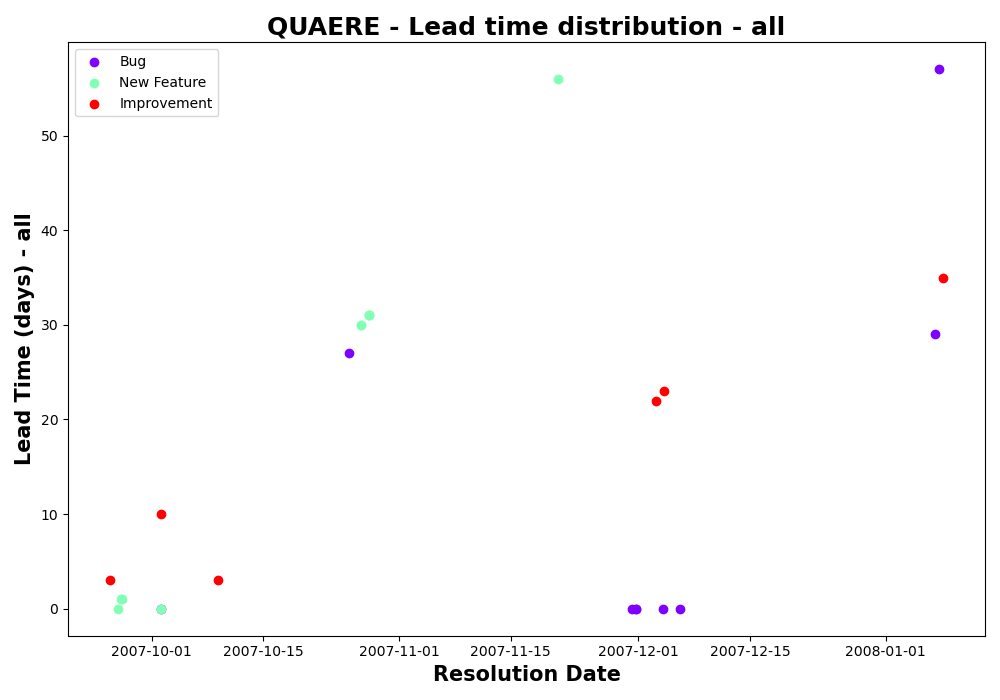 QUAERE - Lead time distribution - all
Bug
New Feature
Improvement
Lead Time (days) - all
50
40
30
20
10
0
2007-10-01 2007-10-15 2007-11-01 2007-11-15 2007-12-01 2007-12-15 2008-01-01
Resolution Date